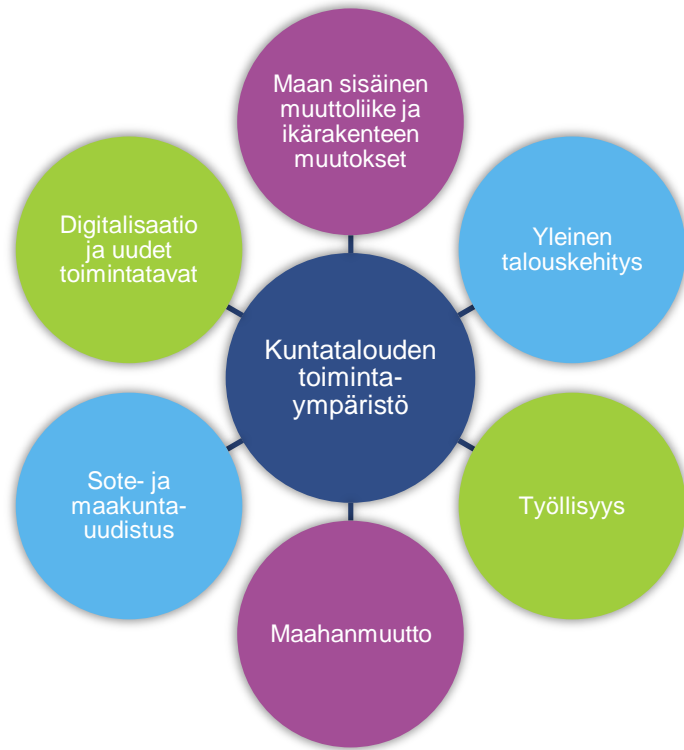 Maan sisäinen
muuttoliike ja
ikärakenteen
muutokset
Digitalisaatio
ja uudet
toimintatavat
Yleinen
talouskehitys
Kuntatalouden
toiminta-
ympäristö
Sote- ja
maakunta-
uudistus
Työllisyys
Maahanmuutto